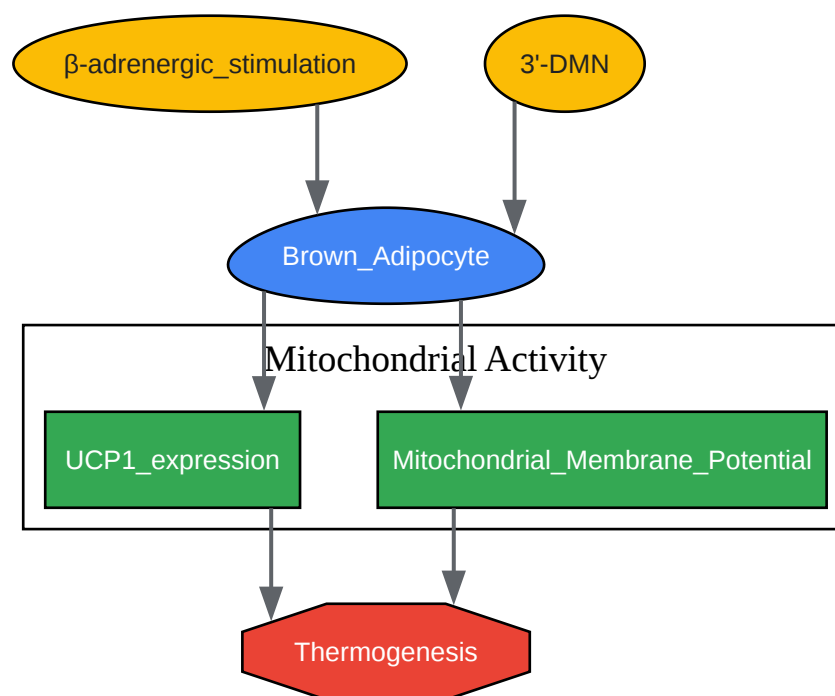 β-adrenergic_stimulation
3'-DMN
Brown_Adipocyte
Mitochondrial Activity
UCP1_expression
Mitochondrial_Membrane_Potential
Thermogenesis